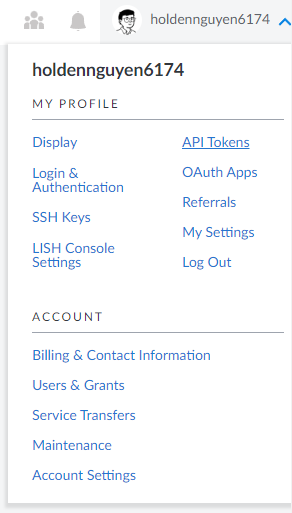 holdennguyen6174
holdennguyen6174
MY PROFILE
Display
Login &
Authentication
SSH Keys
LISH Console
Settings
API Tokens
OAuth Apps
Referrals
My Settings
Log Out
ACCOUNT
Billing & Contact Information
Users & Grants
Service Transfers
Maintenance
Account Settings